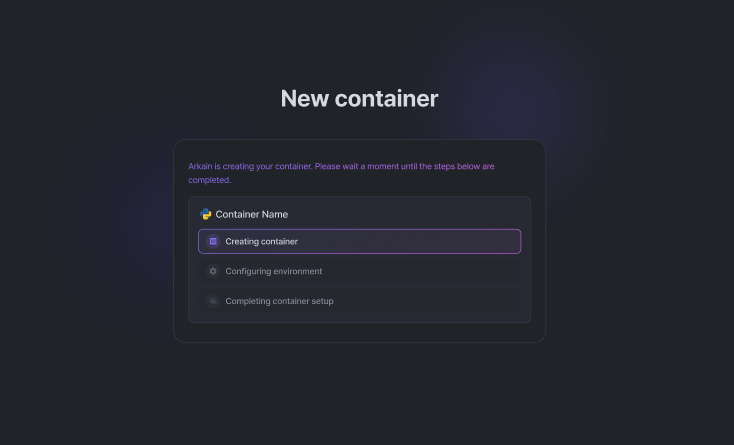 New container
Arkain is creating your container. Please wait a moment until the steps below are
completed.
Container Name
Creating container
Configuring environment
Completing container setup